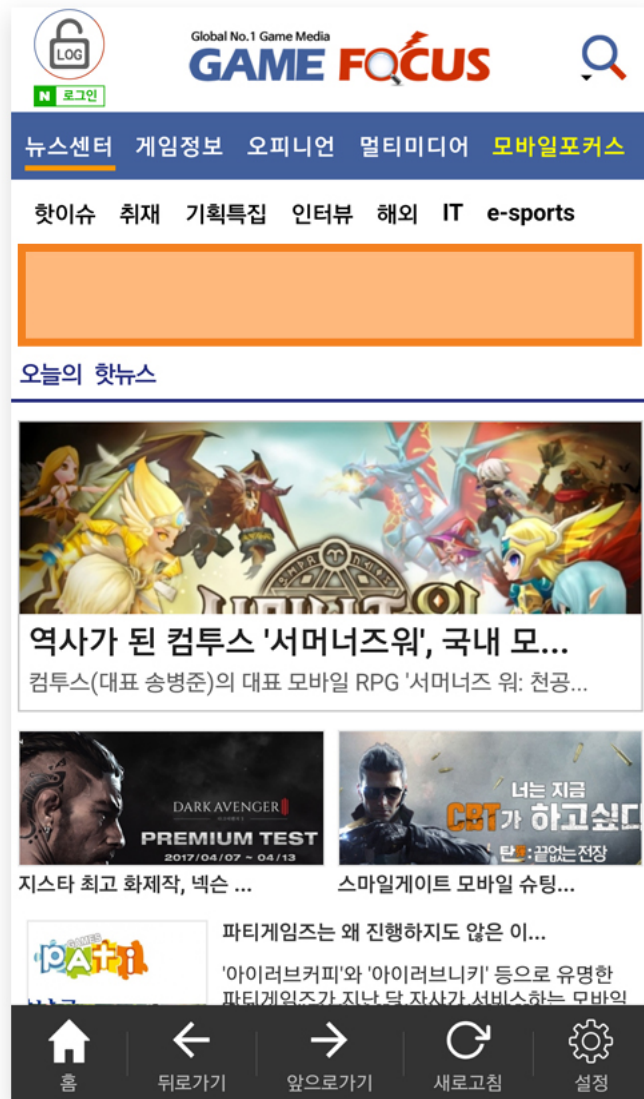 LOG
N 로그인
Global No.1 Game Media
GAME FOCUS
뉴스센터 게임정보 오피니언 멀티미디어 모바일포커스
핫이슈 취재 기획특집 인터뷰 해외 IT e-sports
오늘의 핫뉴스
서머너즈워
역사가 된 컴투스 '서머너즈워', 국내 모...
컴투스(대표 송병준)의 대표 모바일 RPG '서머너즈 워: 천공...
DARK AVENGER
PREMIUM TEST
2017/04/07 ~ 04/13
지스타 최고 화제작, 넥슨 ...
너는 지금
CBT가 하고싶다
탄:끝없는전장
스마일게이트 모바일 슈팅...
PATI GAMES
파티게임즈는 왜 진행하지도 않은 이...
'아이러브커피'와 '아이러브니키' 등으로 유명한
파티게임즈가 지난 달 자사가 서비스하는 모바일
홈 뒤로가기 앞으로가기 새로고침 설정